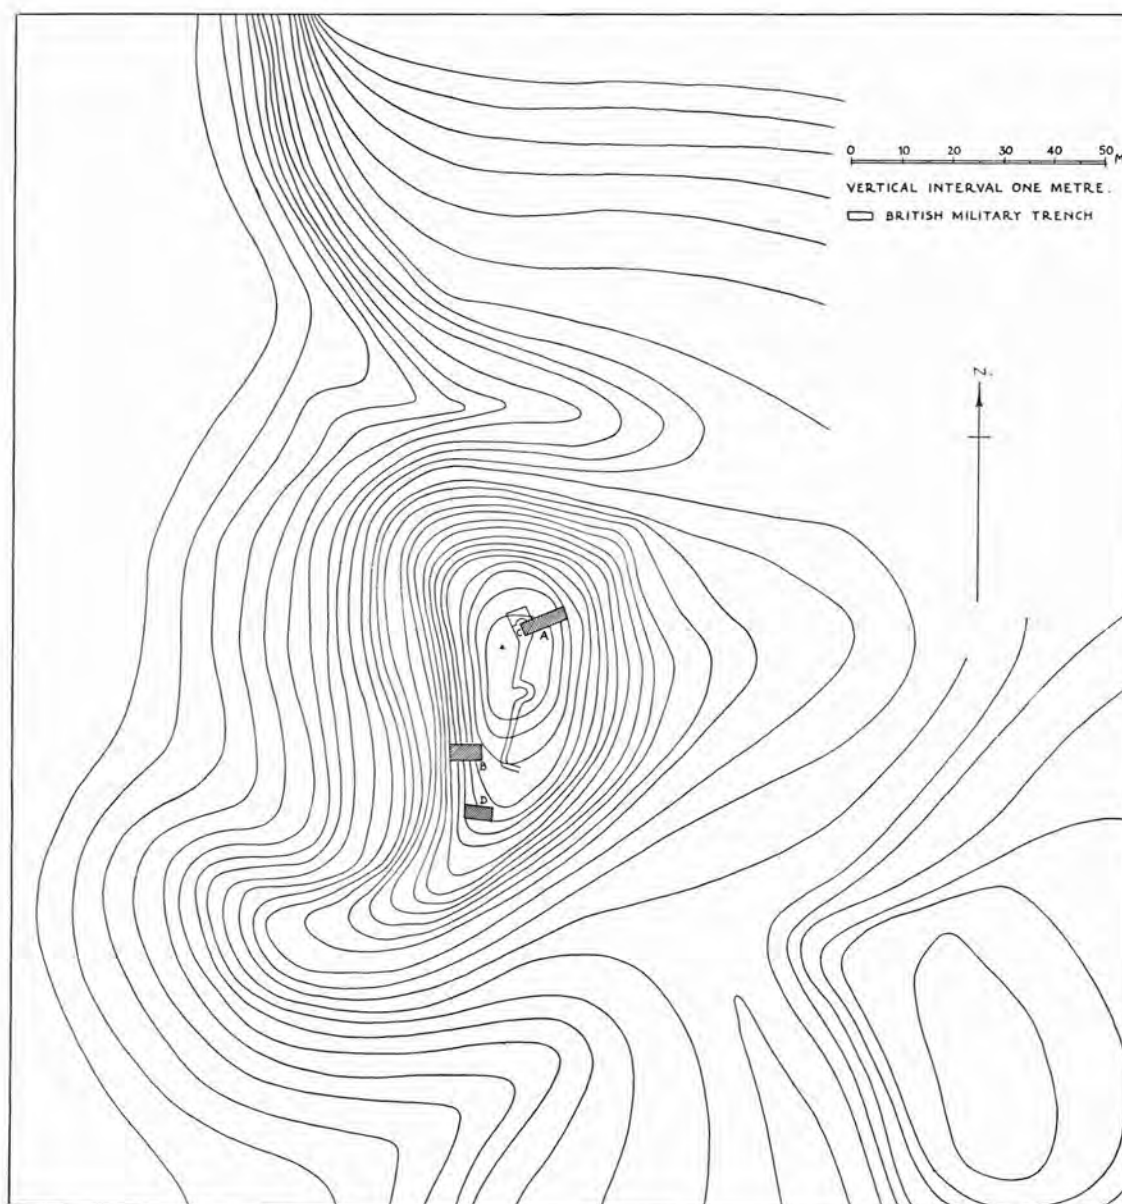 0 10 20 30 40 50 M
VERTICAL INTERVAL ONE METRE.
BRITISH MILITARY TRENCH
N.
C
A
B
D